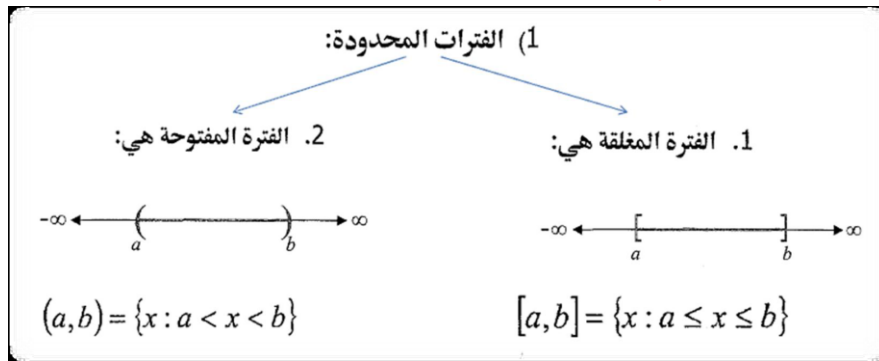 1) الفترات المحدودة:
1. الفترة المغلقة هي:
2. الفترة المفتوحة هي:
-∞ [ ] ∞
a b
-∞ ( ) ∞
a b
[a,b]= {x : a ≤ x ≤ b}
(a,b)= {x : a < x < b}